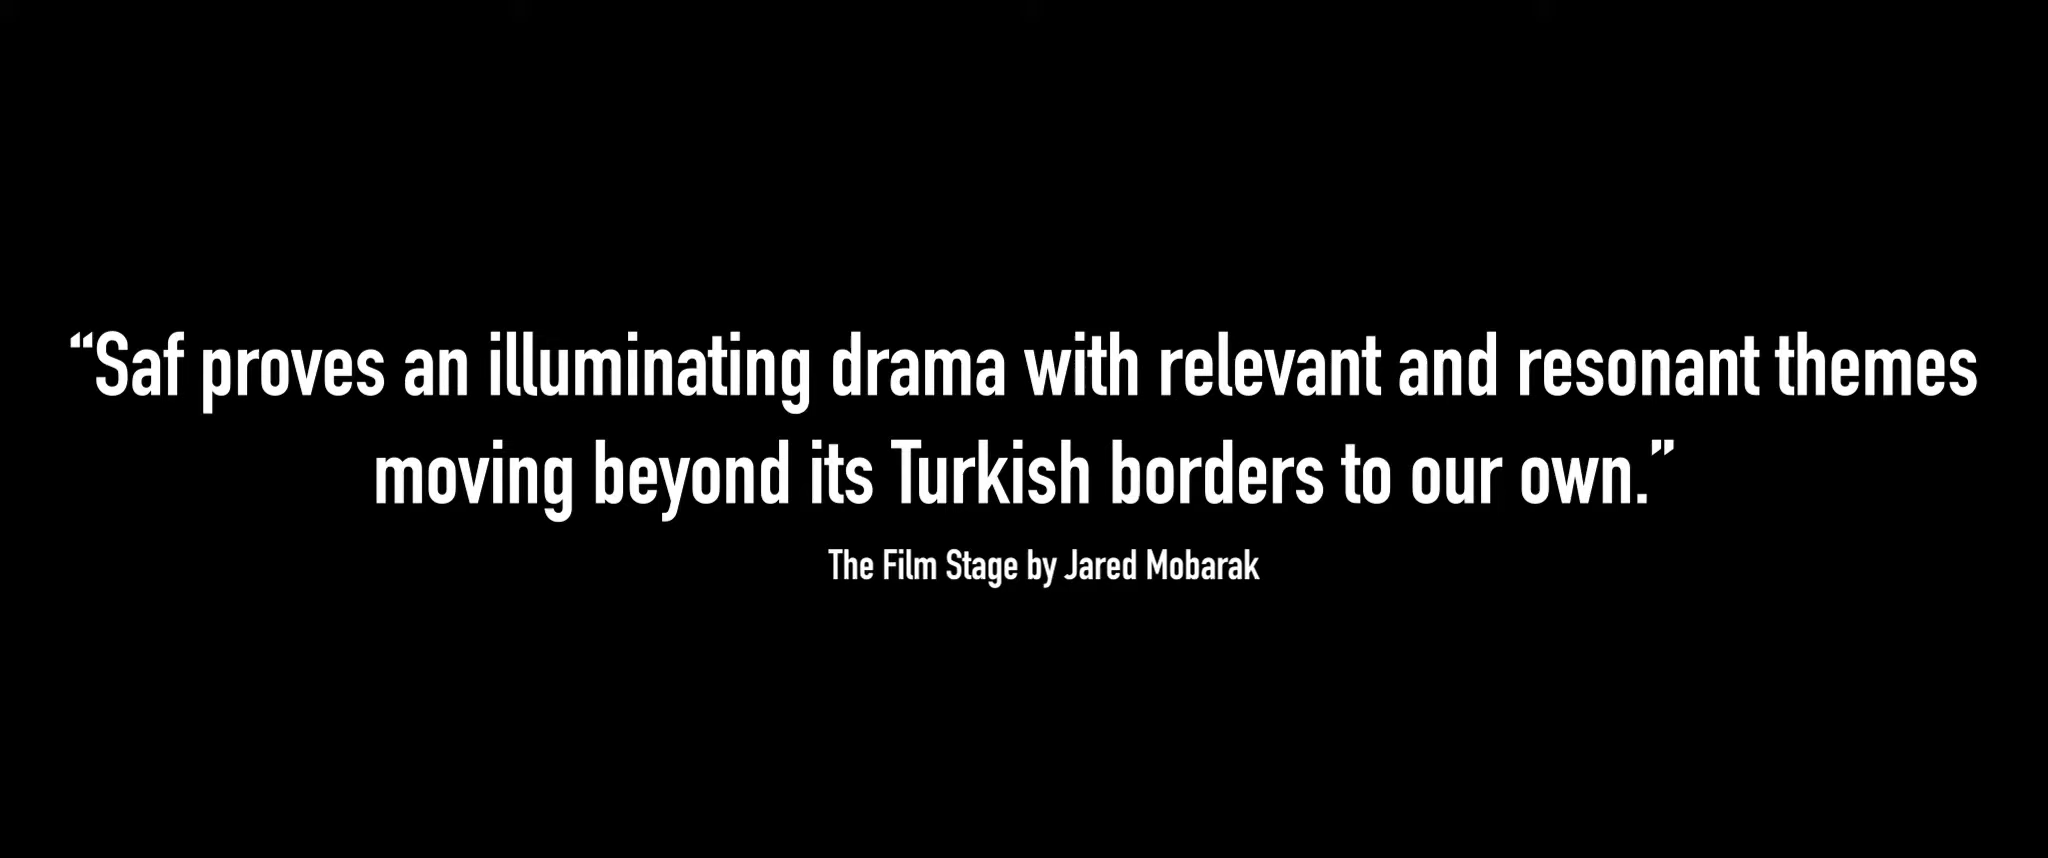 “Saf proves an illuminating drama with relevant and resonant themes
moving beyond its Turkish borders to our own.”
The Film Stage by Jared Mobarak